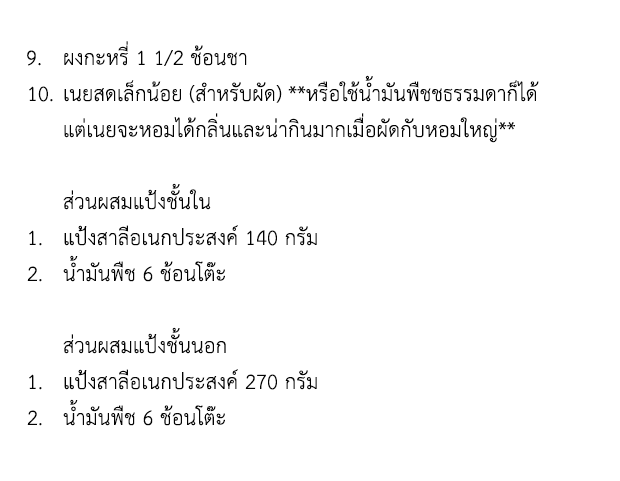 9. ผงกะหรี่ 1 1/2 ช้อนชา
10. เนยสดเล็กน้อย (สำหรับผัด) **หรือใช้น้ำมันพืชชธรรมดาก็ได้
แต่เนยจะหอมได้กลิ่นและน่ากินมากเมื่อผัดกับหอมใหญ่**
ส่วนผสมแป้งชั้นใน
1. แป้งสาลีอเนกประสงค์ 140 กรัม
2. น้ำมันพืช 6 ช้อนโต๊ะ
ส่วนผสมแป้งชั้นนอก
1. แป้งสาลีอเนกประสงค์ 270 กรัม
2. น้ำมันพืช 6 ช้อนโต๊ะ